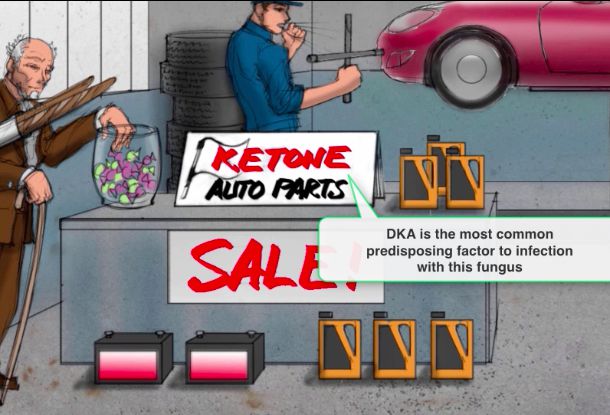 KETONE
AUTO PARTS
DKA is the most common
predisposing factor to infection
with this fungus
SALE!